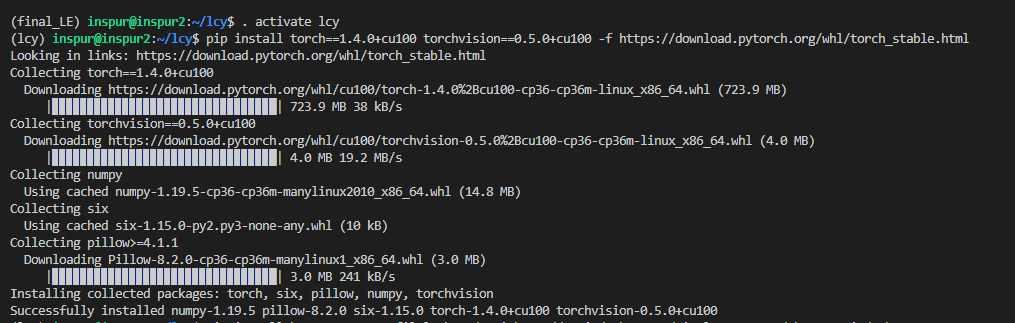 (final_LE) inspur@inspur2:~/lcy$ . activate lcy
(lcy) inspur@inspur2:~/lcy$ pip install torch==1.4.0+cu100 torchvision==0.5.0+cu100 -f https://download.pytorch.org/whl/torch_stable.html
Looking in links: https://download.pytorch.org/whl/torch_stable.html
Collecting torch==1.4.0+cu100
Downloading https://download.pytorch.org/whl/cu100/torch-1.4.0%2Bcu100-cp36-cp36m-linux_x86_64.whl (723.9 MB)
723.9 MB 38 kB/s
Collecting torchvision==0.5.0+cu100
Downloading https://download.pytorch.org/whl/cu100/torchvision-0.5.0%2Bcu100-cp36-cp36m-linux_x86_64.whl (4.0 MB)
4.0 MB 19.2 MB/s
Collecting numpy
Using cached numpy-1.19.5-cp36-cp36m-manylinux2010_x86_64.whl (14.8 MB)
Collecting six
Using cached six-1.15.0-py2.py3-none-any.whl (10 kB)
Collecting pillow>=4.1.1
Downloading Pillow-8.2.0-cp36-cp36m-manylinux1_x86_64.whl (3.0 MB)
3.0 MB 241 kB/s
Installing collected packages: torch, six, pillow, numpy, torchvision
Successfully installed numpy-1.19.5 pillow-8.2.0 six-1.15.0 torch-1.4.0+cu100 torchvision-0.5.0+cu100